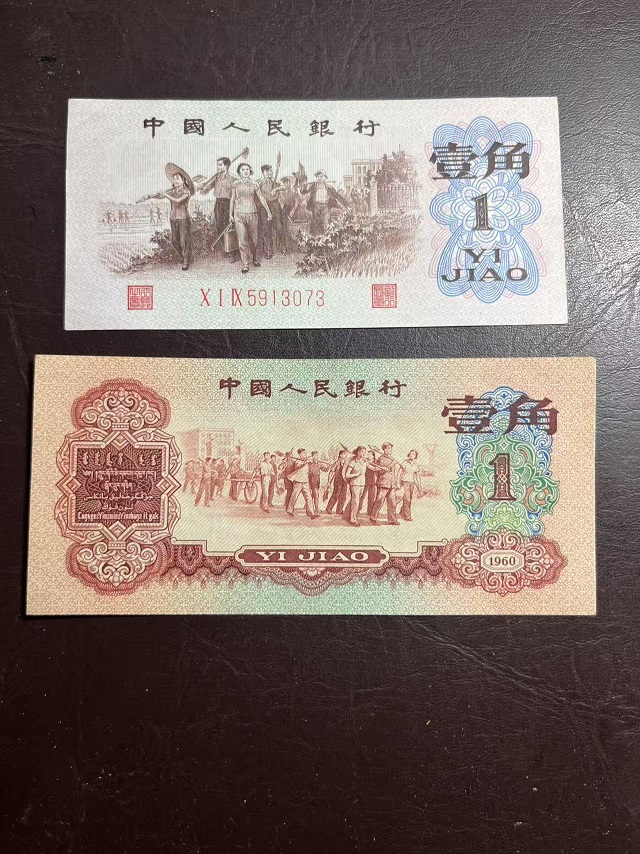 中國人民銀行
壹角
1
YI
JIAO
X I IX 5913073
中國人民銀行
壹角
1
YI JIAO
1960